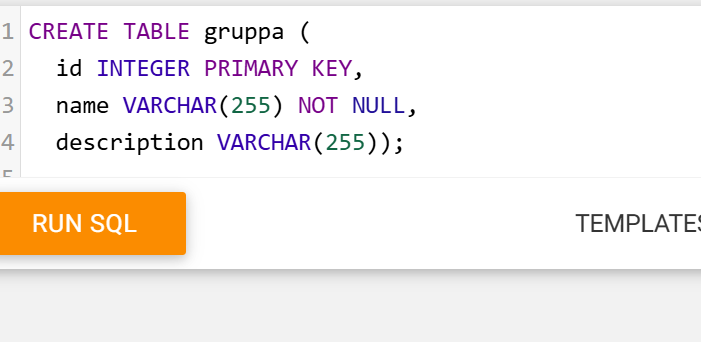 1 CREATE TABLE gruppa (
2 id INTEGER PRIMARY KEY,
3 name VARCHAR(255) NOT NULL,
4 description VARCHAR(255));
5
RUN SQL
TEMPLATES